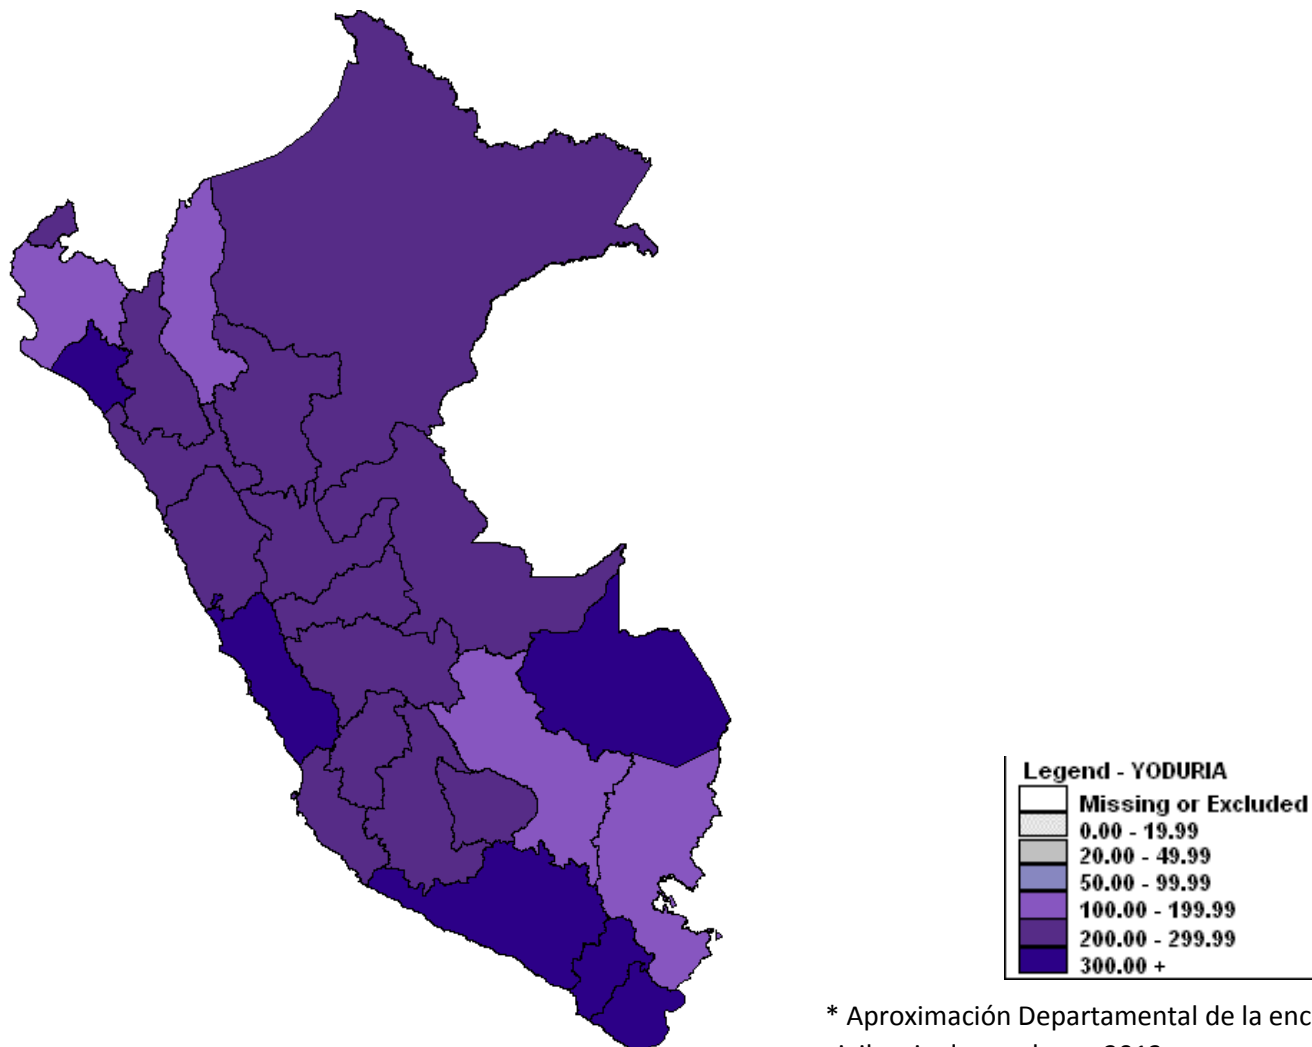 Legend - YODURIA
Missing or Excluded
0.00 - 19.99
20.00 - 49.99
50.00 - 99.99
100.00 - 199.99
200.00 - 299.99
300.00 +
* Aproximación Departamental de la enc